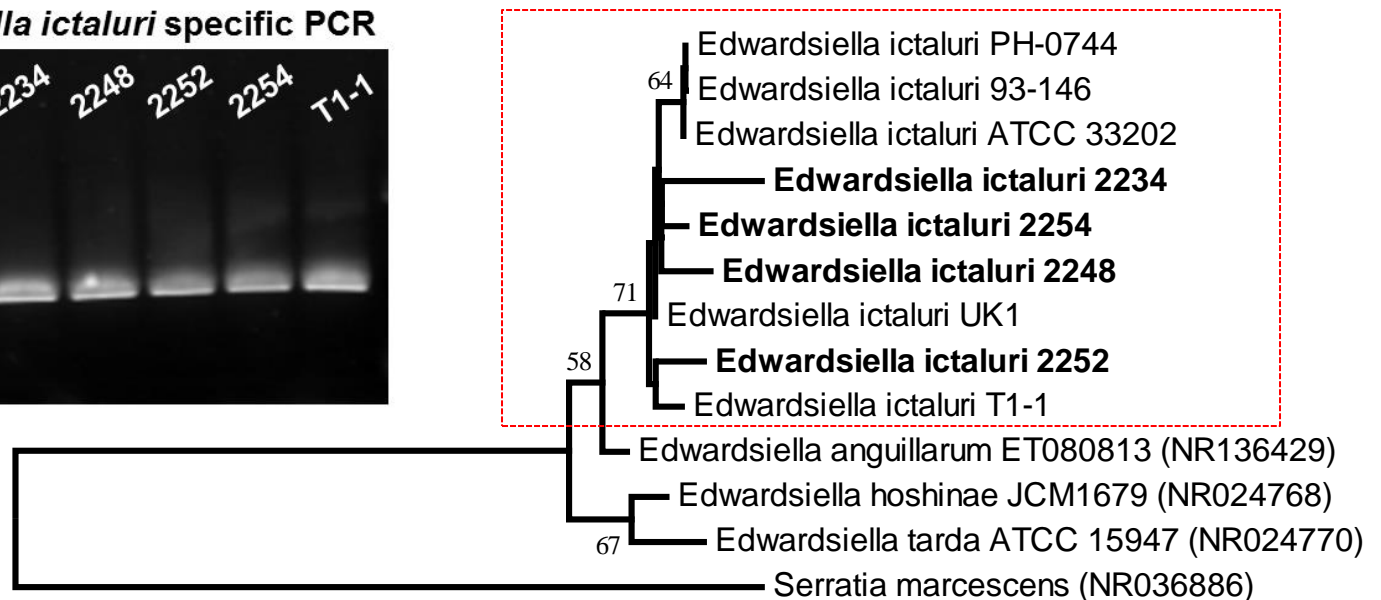 lla ictaluri specific PCR
2234 2248 2252 2254 T1-1
Edwardsiella ictaluri PH-0744
64
Edwardsiella ictaluri 93-146
Edwardsiella ictaluri ATCC 33202
Edwardsiella ictaluri 2234
Edwardsiella ictaluri 2254
Edwardsiella ictaluri 2248
71
Edwardsiella ictaluri UK1
58
Edwardsiella ictaluri 2252
Edwardsiella ictaluri T1-1
Edwardsiella anguillarum ET080813 (NR136429)
Edwardsiella hoshinae JCM1679 (NR024768)
67
Edwardsiella tarda ATCC 15947 (NR024770)
Serratia marcescens (NR036886)